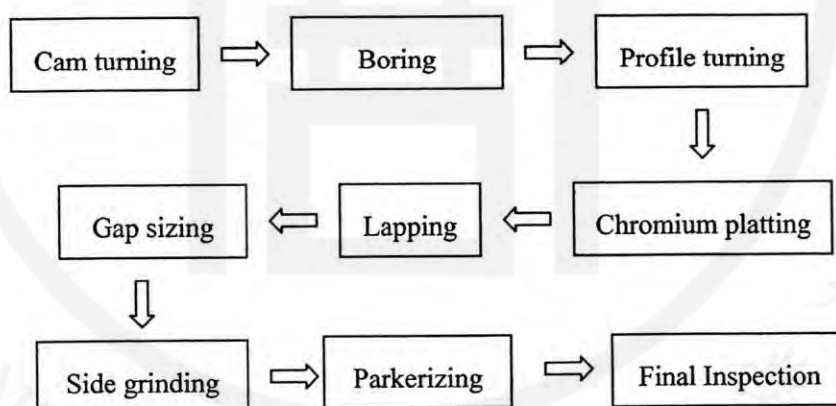 Cam turning
Boring
Profile turning
Chromium platting
Lapping
Gap sizing
Side grinding
Parkerizing
Final Inspection